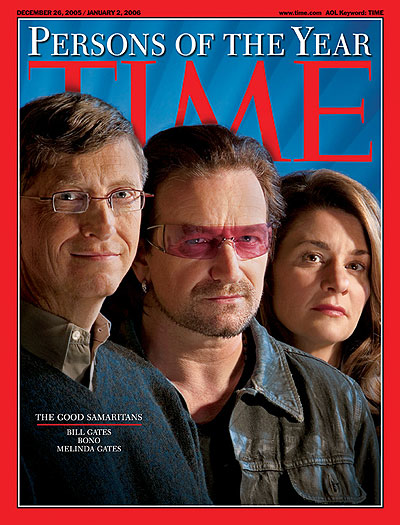 DECEMBER 26, 2005 / JANUARY 2, 2006 www.time.com AOL Keyword: TIME
PERSONS OF THE YEAR
TIME
THE GOOD SAMARITANS
BILL GATES
BONO
MELINDA GATES